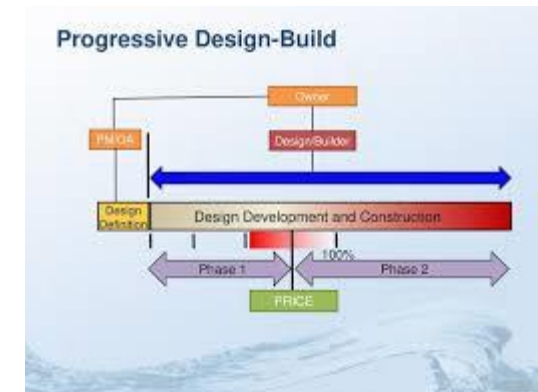 Progressive Design-Build
Owner
PM/OA
Design/Builder
Design
Definition
Design Development and Construction
100%
Phase 1
Phase 2
PRICE